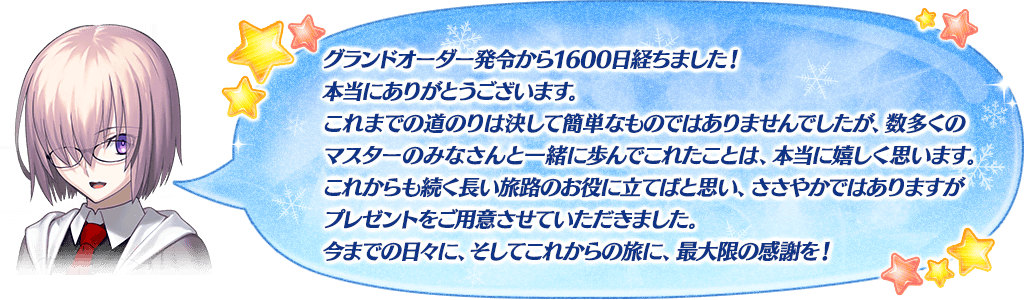 グランドオーダー発令から1600日経ちました！
本当にありがとうございます。
これまでの道のりは決して簡単なものではありませんでしたが、数多くの
マスターのみなさんと一緒に歩んでこれたことは、本当に嬉しく思います。
これからも続く長い旅路のお役に立てばと思い、ささやかではありますが
プレゼントをご用意させていただきました。
今までの日々に、そしてこれからの旅に、最大限の感謝を！